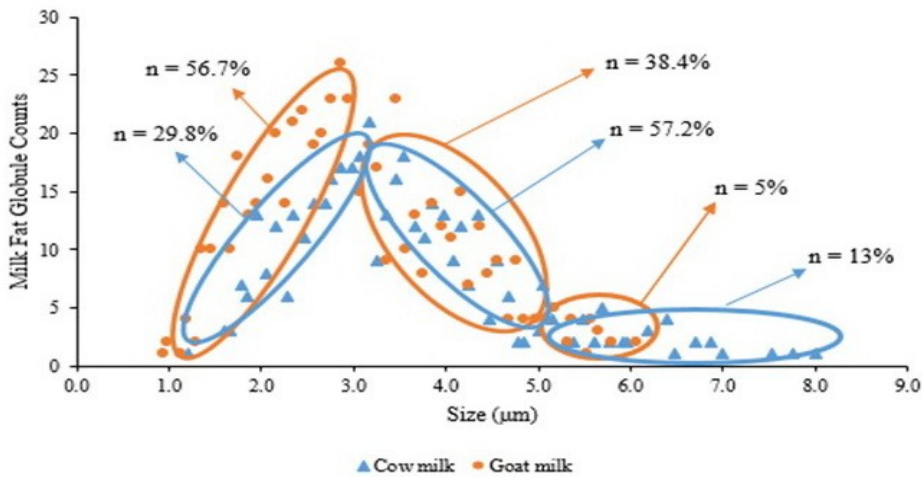 30
25
20
15
10
5
0
Milk Fat Globule Counts
n = 56.7%
n = 29.8%
n = 38.4%
n = 57.2%
n = 5%
n = 13%
0.0 1.0 2.0 3.0 4.0 5.0 6.0 7.0 8.0 9.0
Size (µm)
Cow milk Goat milk